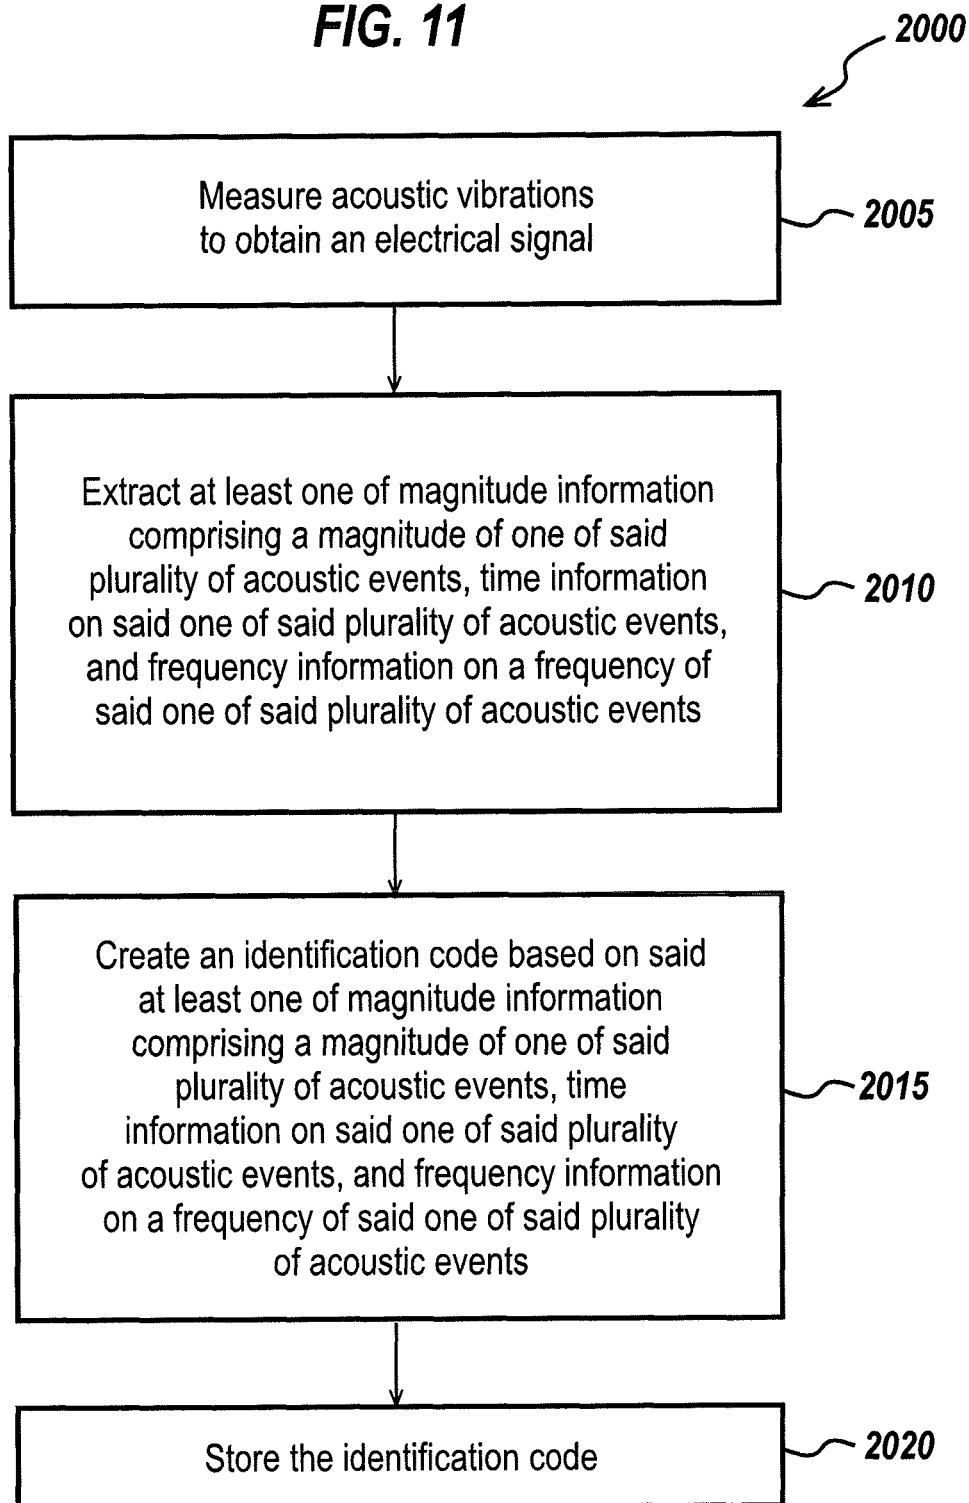 FIG. 11
2000
Measure acoustic vibrations
to obtain an electrical signal
2005
Extract at least one of magnitude information
comprising a magnitude of one of said
plurality of acoustic events, time information
on said one of said plurality of acoustic events,
and frequency information on a frequency of
said one of said plurality of acoustic events
2010
Create an identification code based on said
at least one of magnitude information
comprising a magnitude of one of said
plurality of acoustic events, time
information on said one of said plurality
of acoustic events, and frequency information
on a frequency of said one of said plurality
of acoustic events
2015
Store the identification code
2020